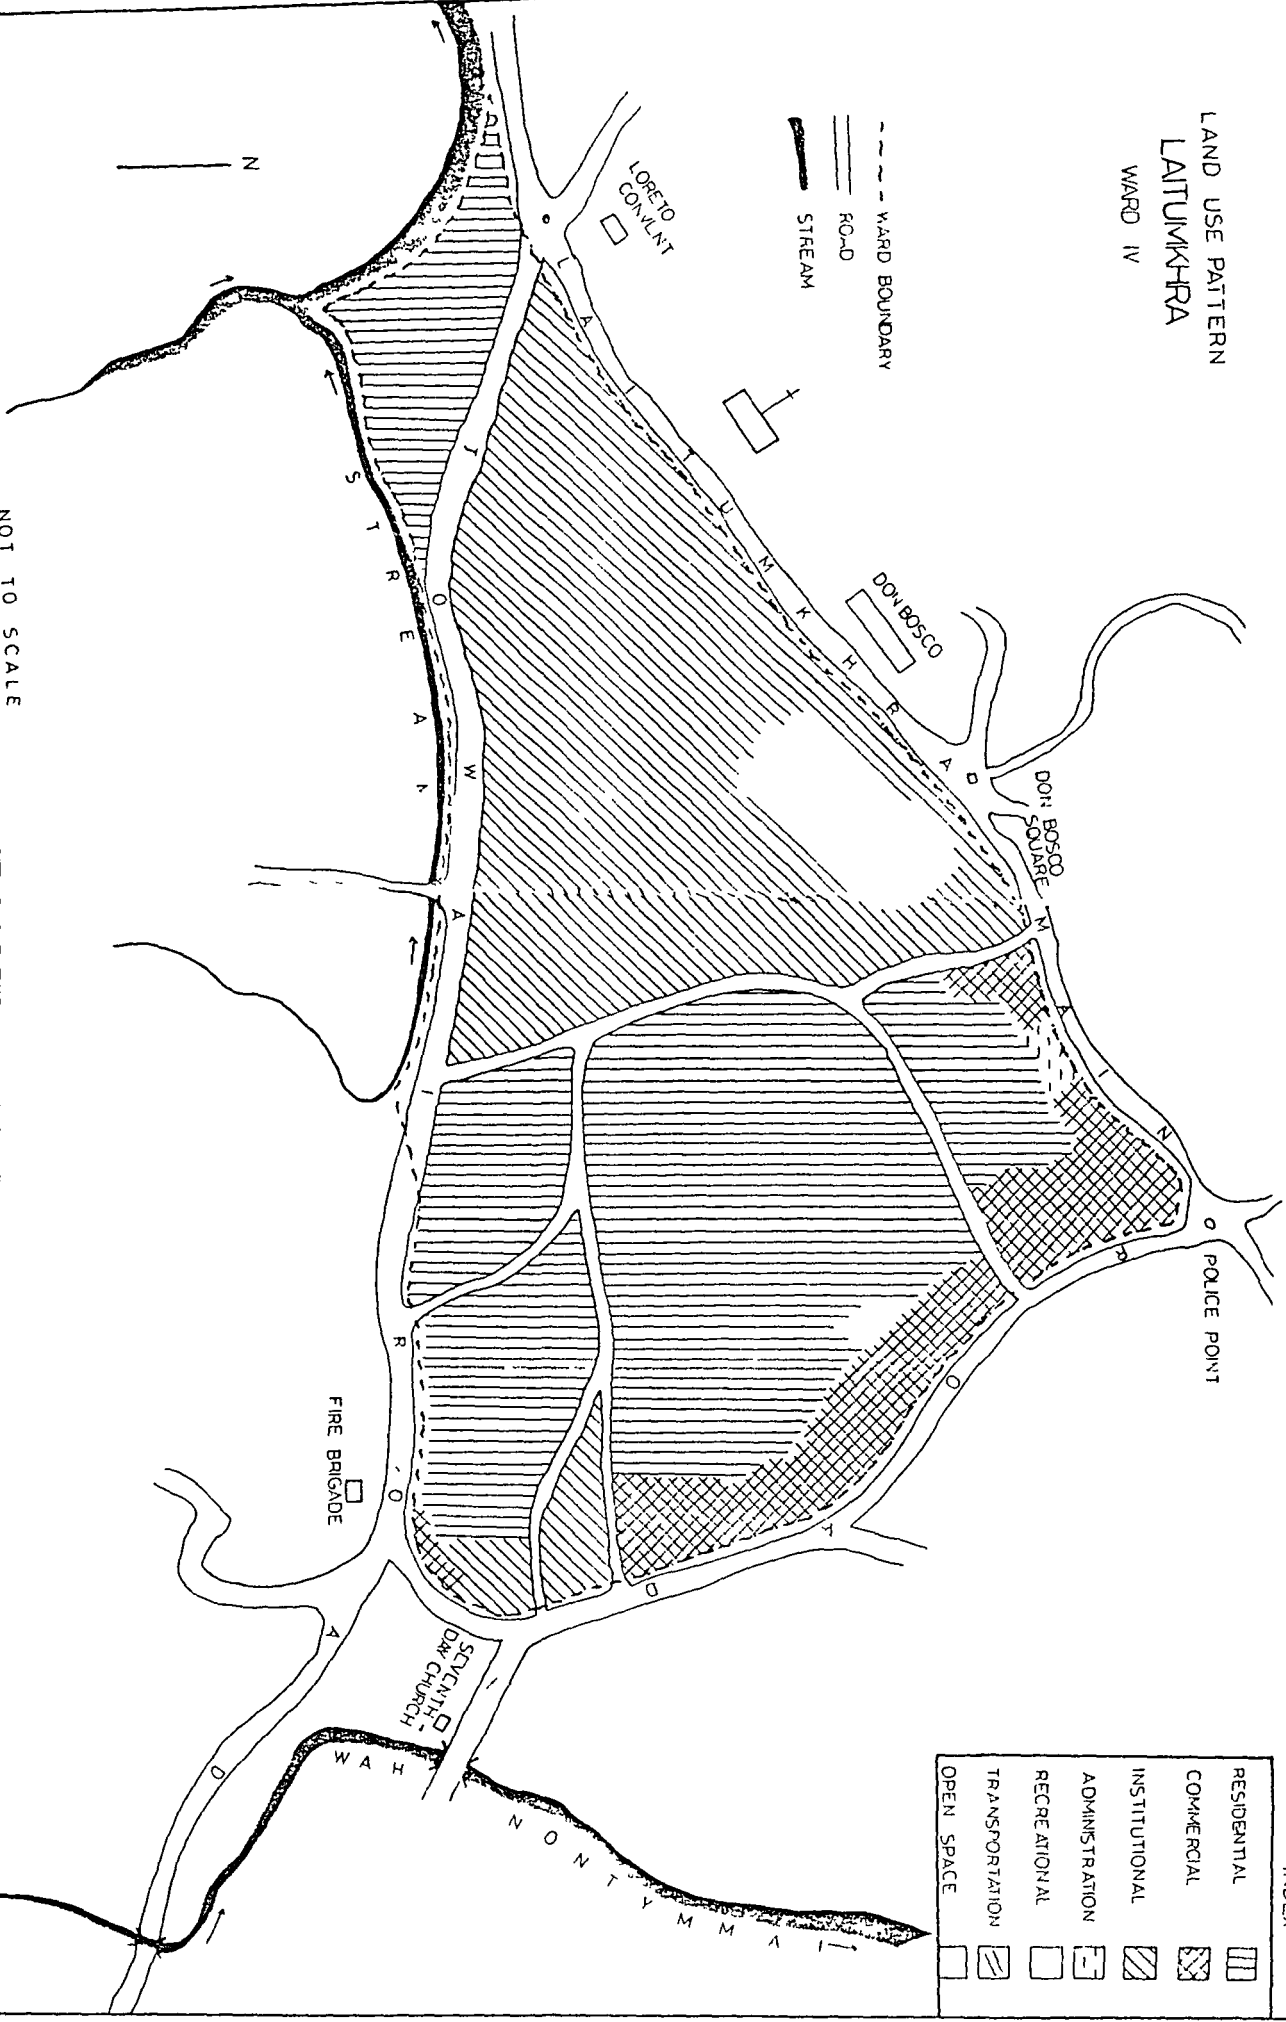 LAND USE PATTERN
LAITUMKHRA
WARD IV
WARD BOUNDARY
ROAD
STREAM
N
LORETO
CONVENT
DON BOSCO
DON BOSCO
SQUARE
POLICE POINT
LAITUMKHRA MAIN ROAD
JOWAI ROAD
STREAM
FIRE BRIGADE
SEVENTH
DAY CHURCH
WAH NONTYMMAI
NOT TO SCALE
RESIDENTIAL
COMMERCIAL
INSTITUTIONAL
ADMINISTRATION
RECREATIONAL
TRANSPORTATION
OPEN SPACE